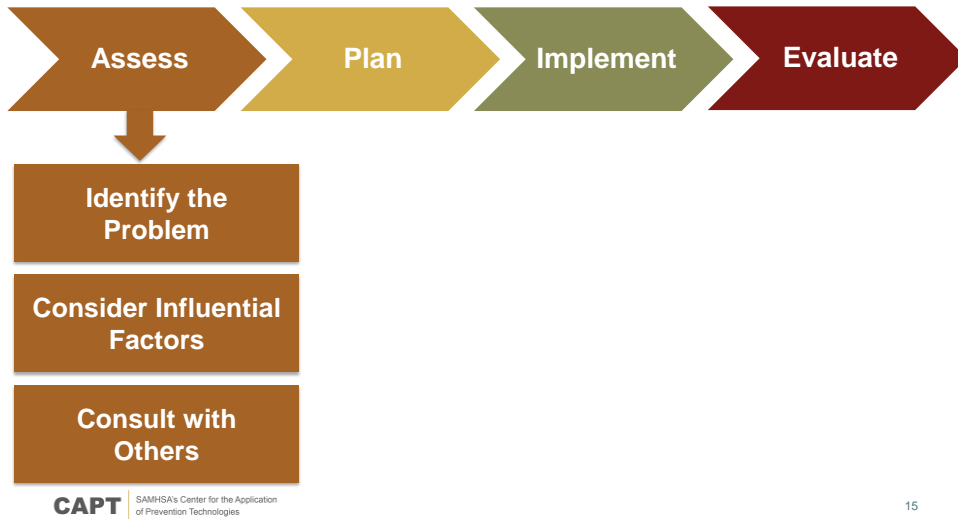 Assess
Plan
Implement
Evaluate
Identify the
Problem
Consider Influential
Factors
Consult with
Others
CAPT
SAMHSA's Center for the Application
of Prevention Technologies
15